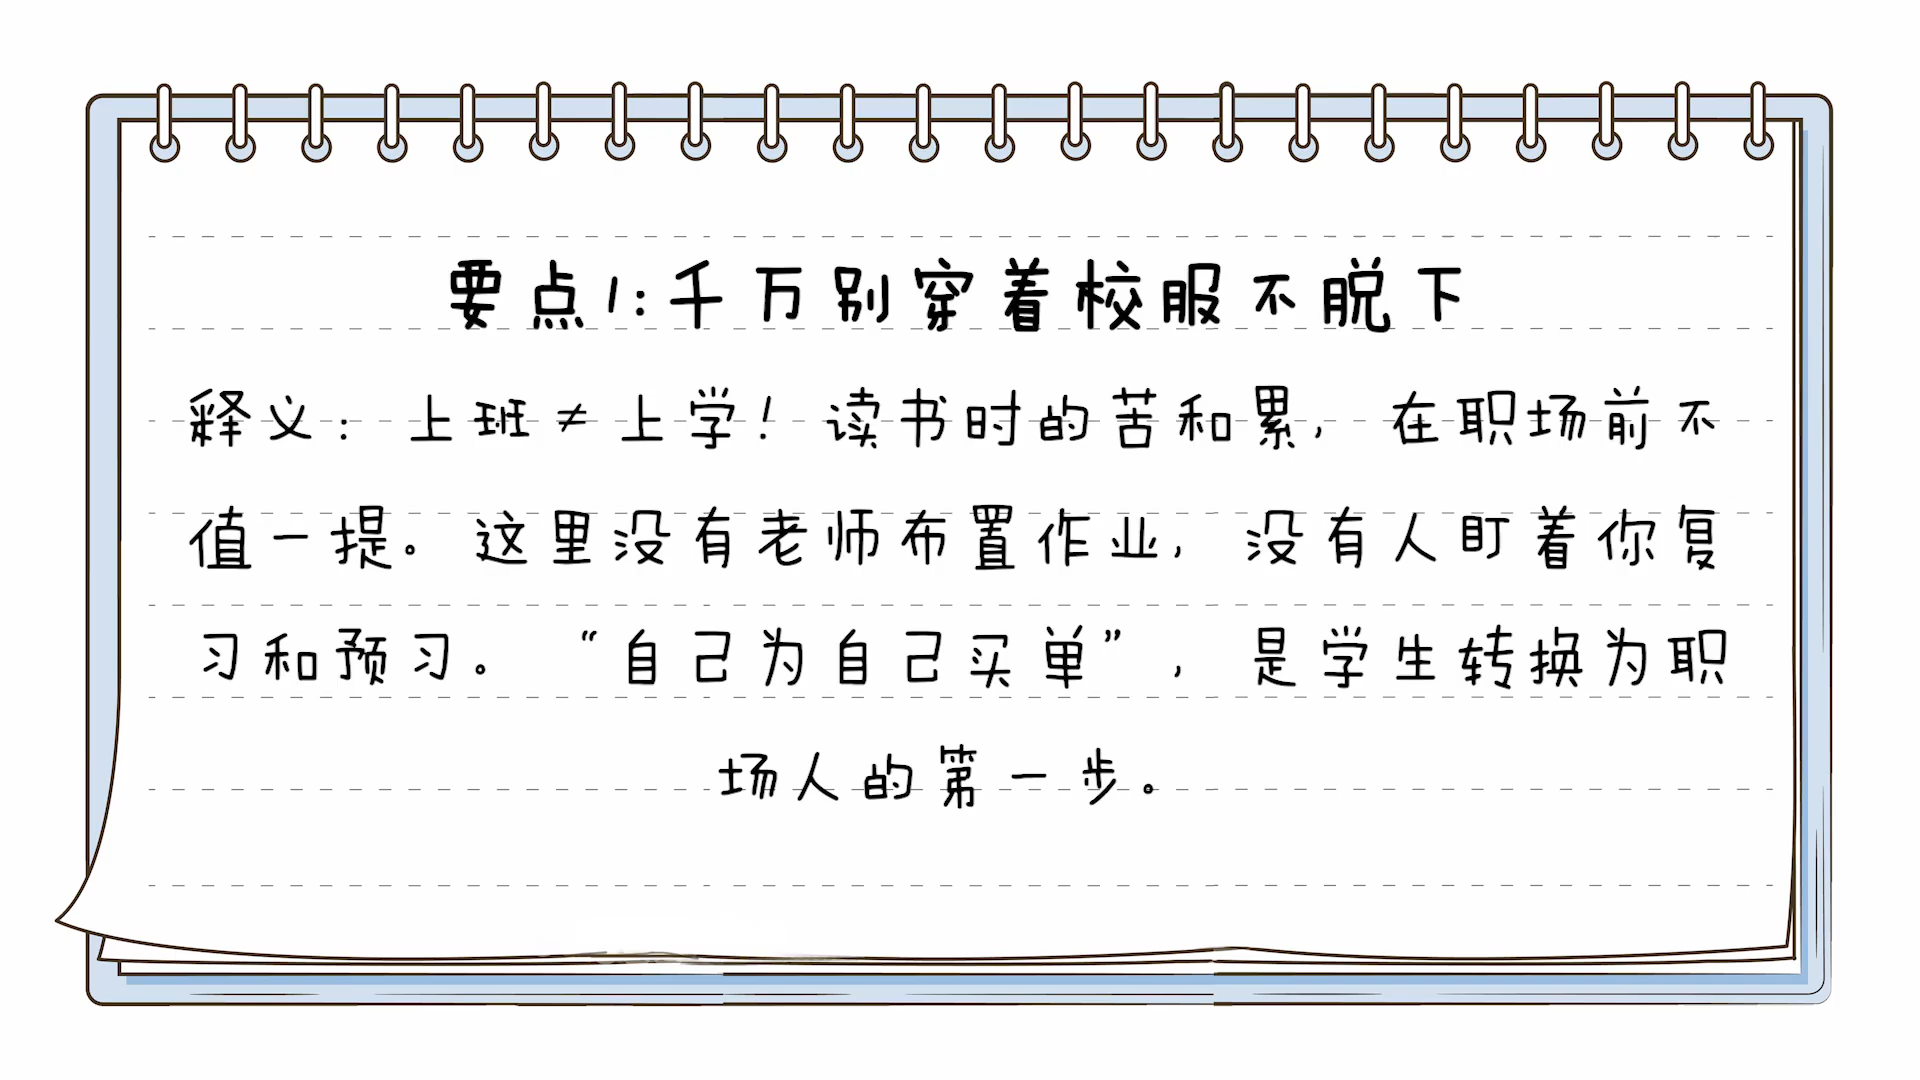 要点1:千万别穿着校服不脱下
释义：上班≠上学！读书时的苦和累，在职场前不
值一提。这里没有老师布置作业，没有人盯着你复
习和预习。“自己为自己买单”，是学生转换为职
场人的第一步。